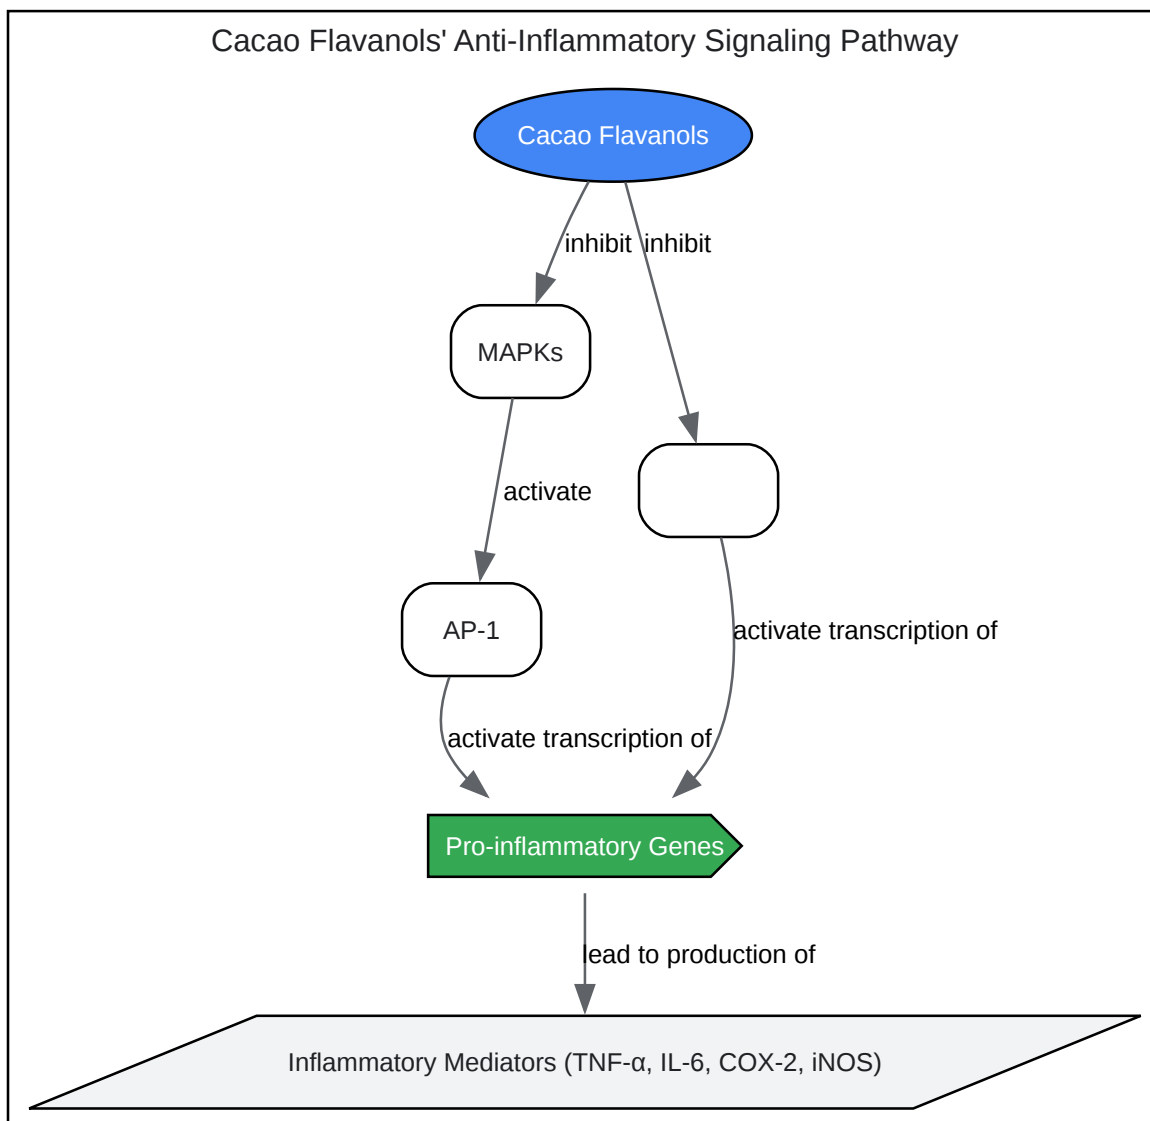 Cacao Flavanols' Anti-Inflammatory Signaling Pathway
Cacao Flavanols
inhibit
inhibit
MAPKs
activate
AP-1
activate transcription of
activate transcription of
Pro-inflammatory Genes
lead to production of
Inflammatory Mediators (TNF-α, IL-6, COX-2, iNOS)